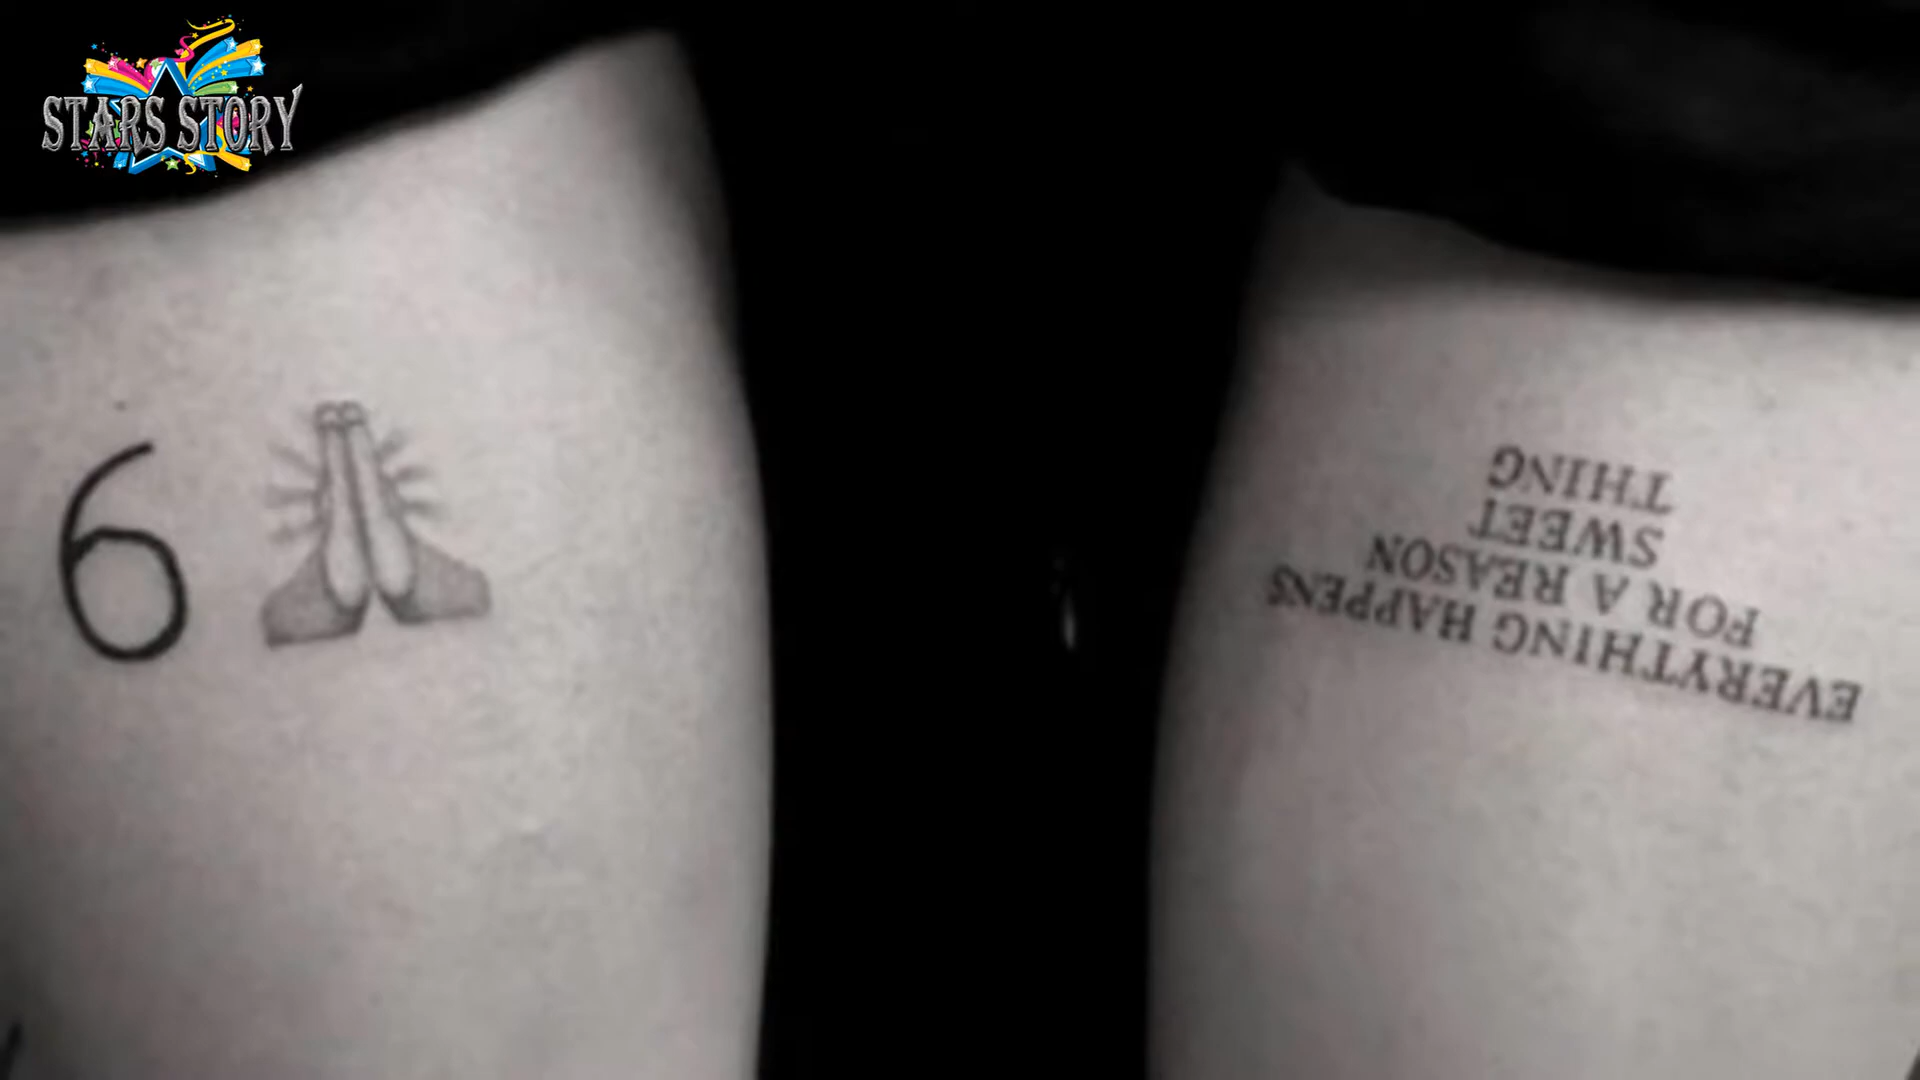 STARS STORY
6
EVERYTHING HAPPENS
FOR A REASON
SWEET
THING